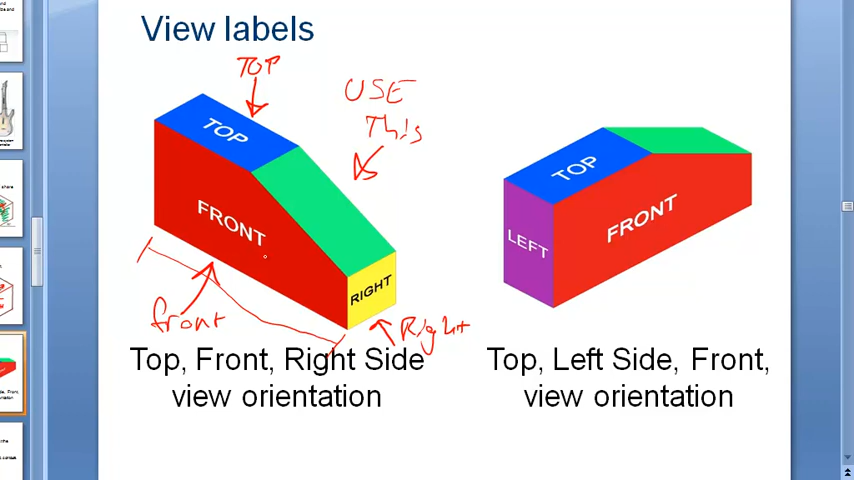 View labels
TOP
USE
This
TOP
FRONT
RIGHT
front
Right
TOP
LEFT
FRONT
Top, Front, Right Side
view orientation
Top, Left Side, Front,
view orientation